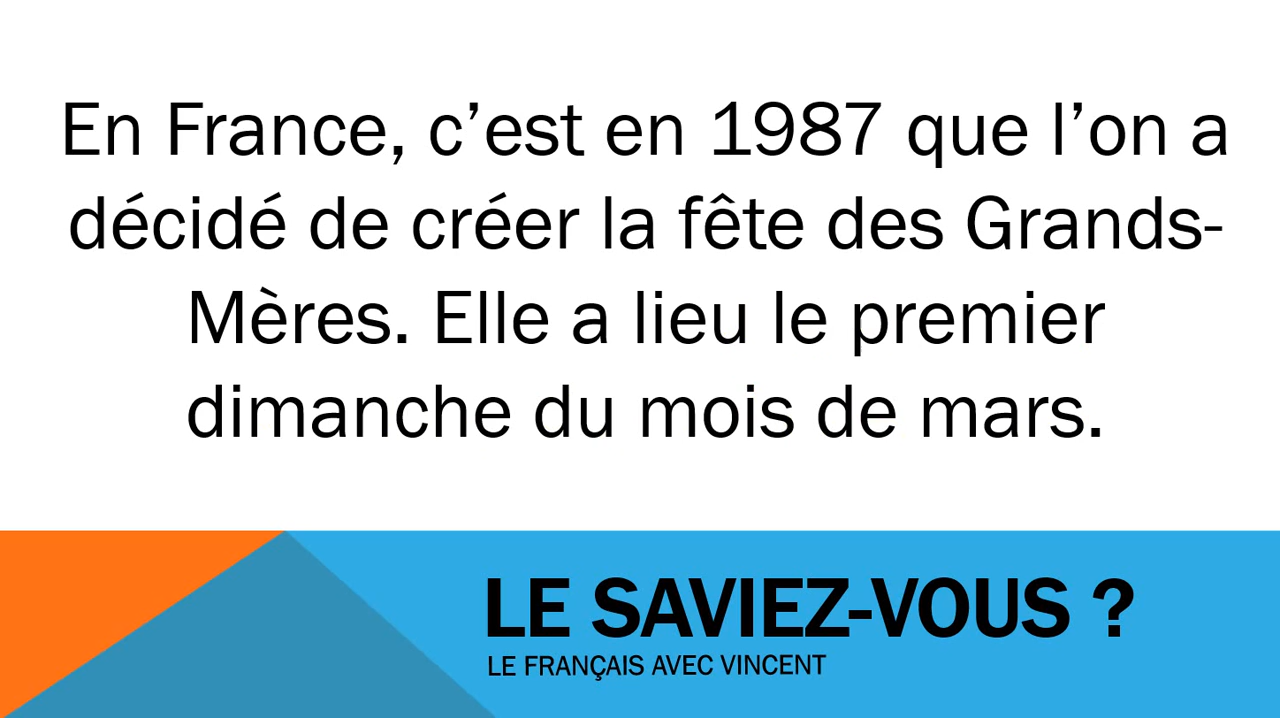 En France, c’est en 1987 que l’on a
décidé de créer la fête des Grands-
Mères. Elle a lieu le premier
dimanche du mois de mars.
LE SAVIEZ-VOUS ?
LE FRANÇAIS AVEC VINCENT